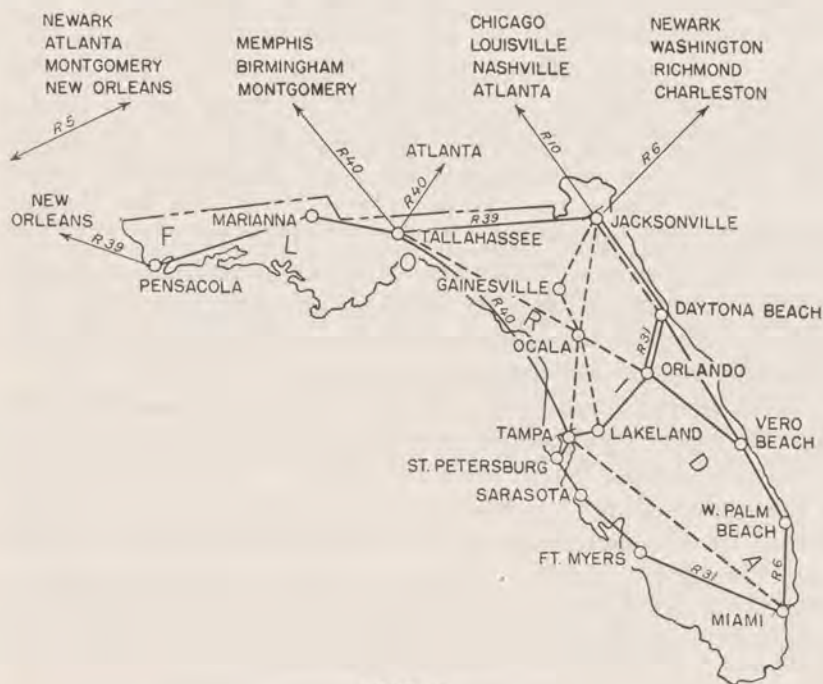 NEWARK
ATLANTA
MONTGOMERY
NEW ORLEANS
MEMPHIS
BIRMINGHAM
MONTGOMERY
CHICAGO
LOUISVILLE
NASHVILLE
ATLANTA
NEWARK
WASHINGTON
RICHMOND
CHARLESTON
R5
R40
ATLANTA
R40
R10
R6
NEW
ORLEANS
R39
MARIANNA
R39
TALLAHASSEE
JACKSONVILLE
PENSACOLA
GAINESVILLE
R40
DAYTONA BEACH
OCALA
R31
ORLANDO
TAMPA
LAKELAND
VERO
BEACH
ST. PETERSBURG
SARASOTA
W. PALM
BEACH
FT. MYERS
R31
R6
MIAMI
F L O R I D A